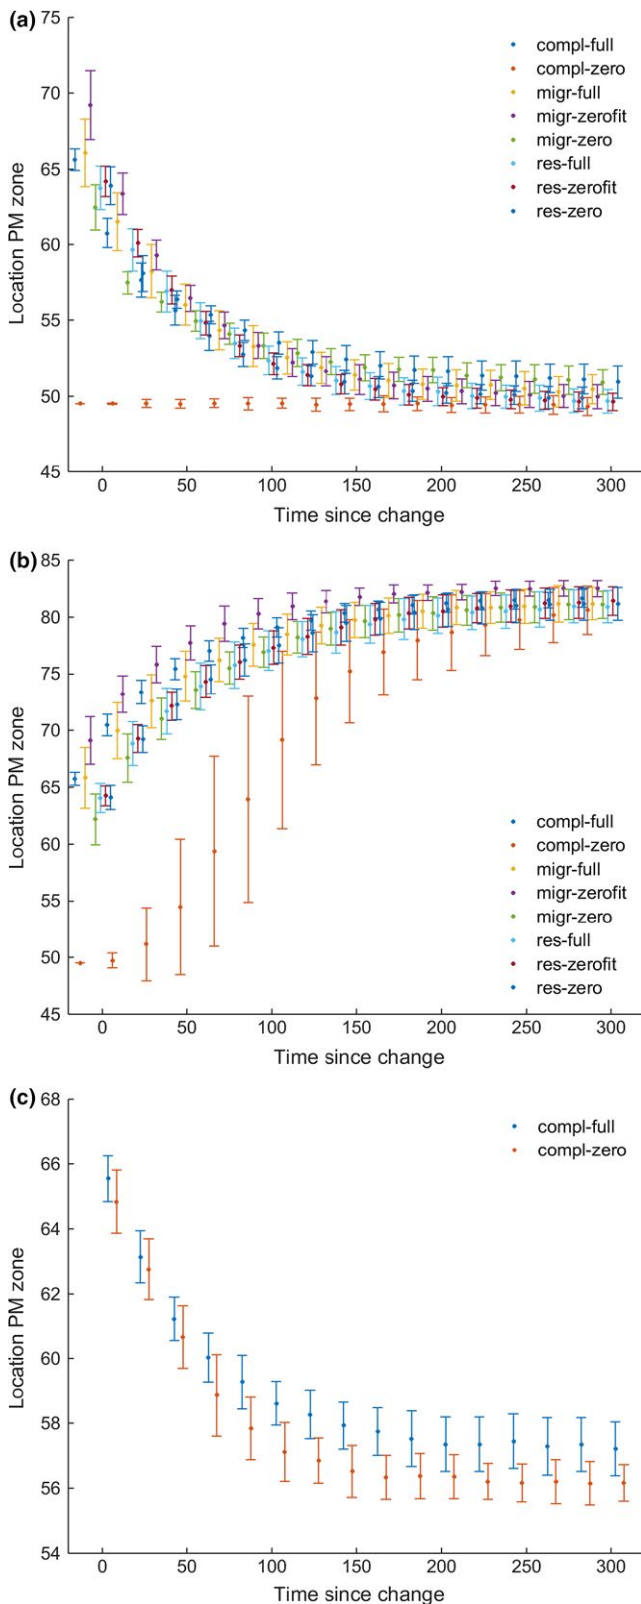 (a)
75
70
65
60
55
50
45
Location PM zone
compl-full
compl-zero
migr-full
migr-zerofit
migr-zero
res-full
res-zerofit
res-zero
0 50 100 150 200 250 300
Time since change
(b)
85
80
75
70
65
60
55
50
45
Location PM zone
compl-full
compl-zero
migr-full
migr-zerofit
migr-zero
res-full
res-zerofit
res-zero
0 50 100 150 200 250 300
Time since change
(c)
68
66
64
62
60
58
56
54
Location PM zone
compl-full
compl-zero
0 50 100 150 200 250 300
Time since change